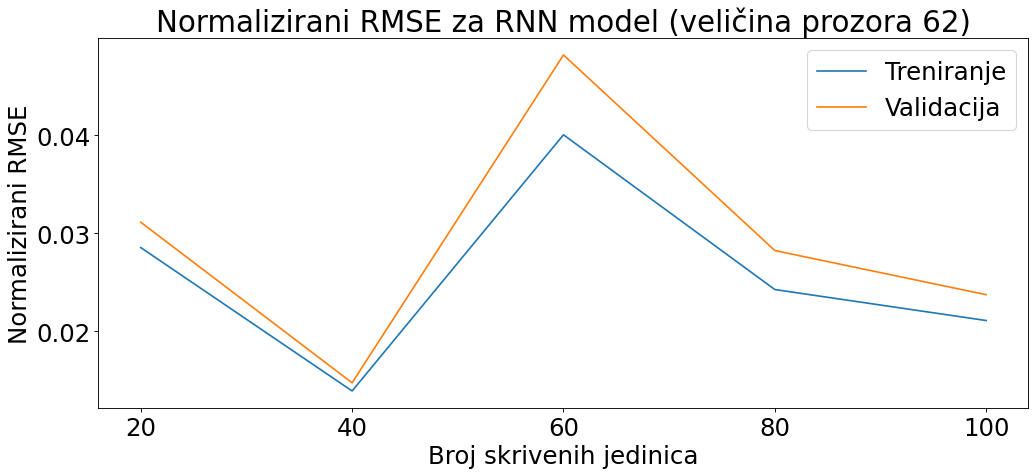 Normalizirani RMSE za RNN model (veličina prozora 62)
Treniranje
Validacija
Normalizirani RMSE
0.04
0.03
0.02
20 40 60 80 100
Broj skrivenih jedinica